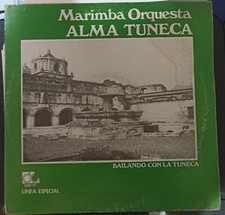 Marimba Orquesta
ALMA TUNECA
BAILANDO CON LA TUNECA
LINEA ESPECIAL